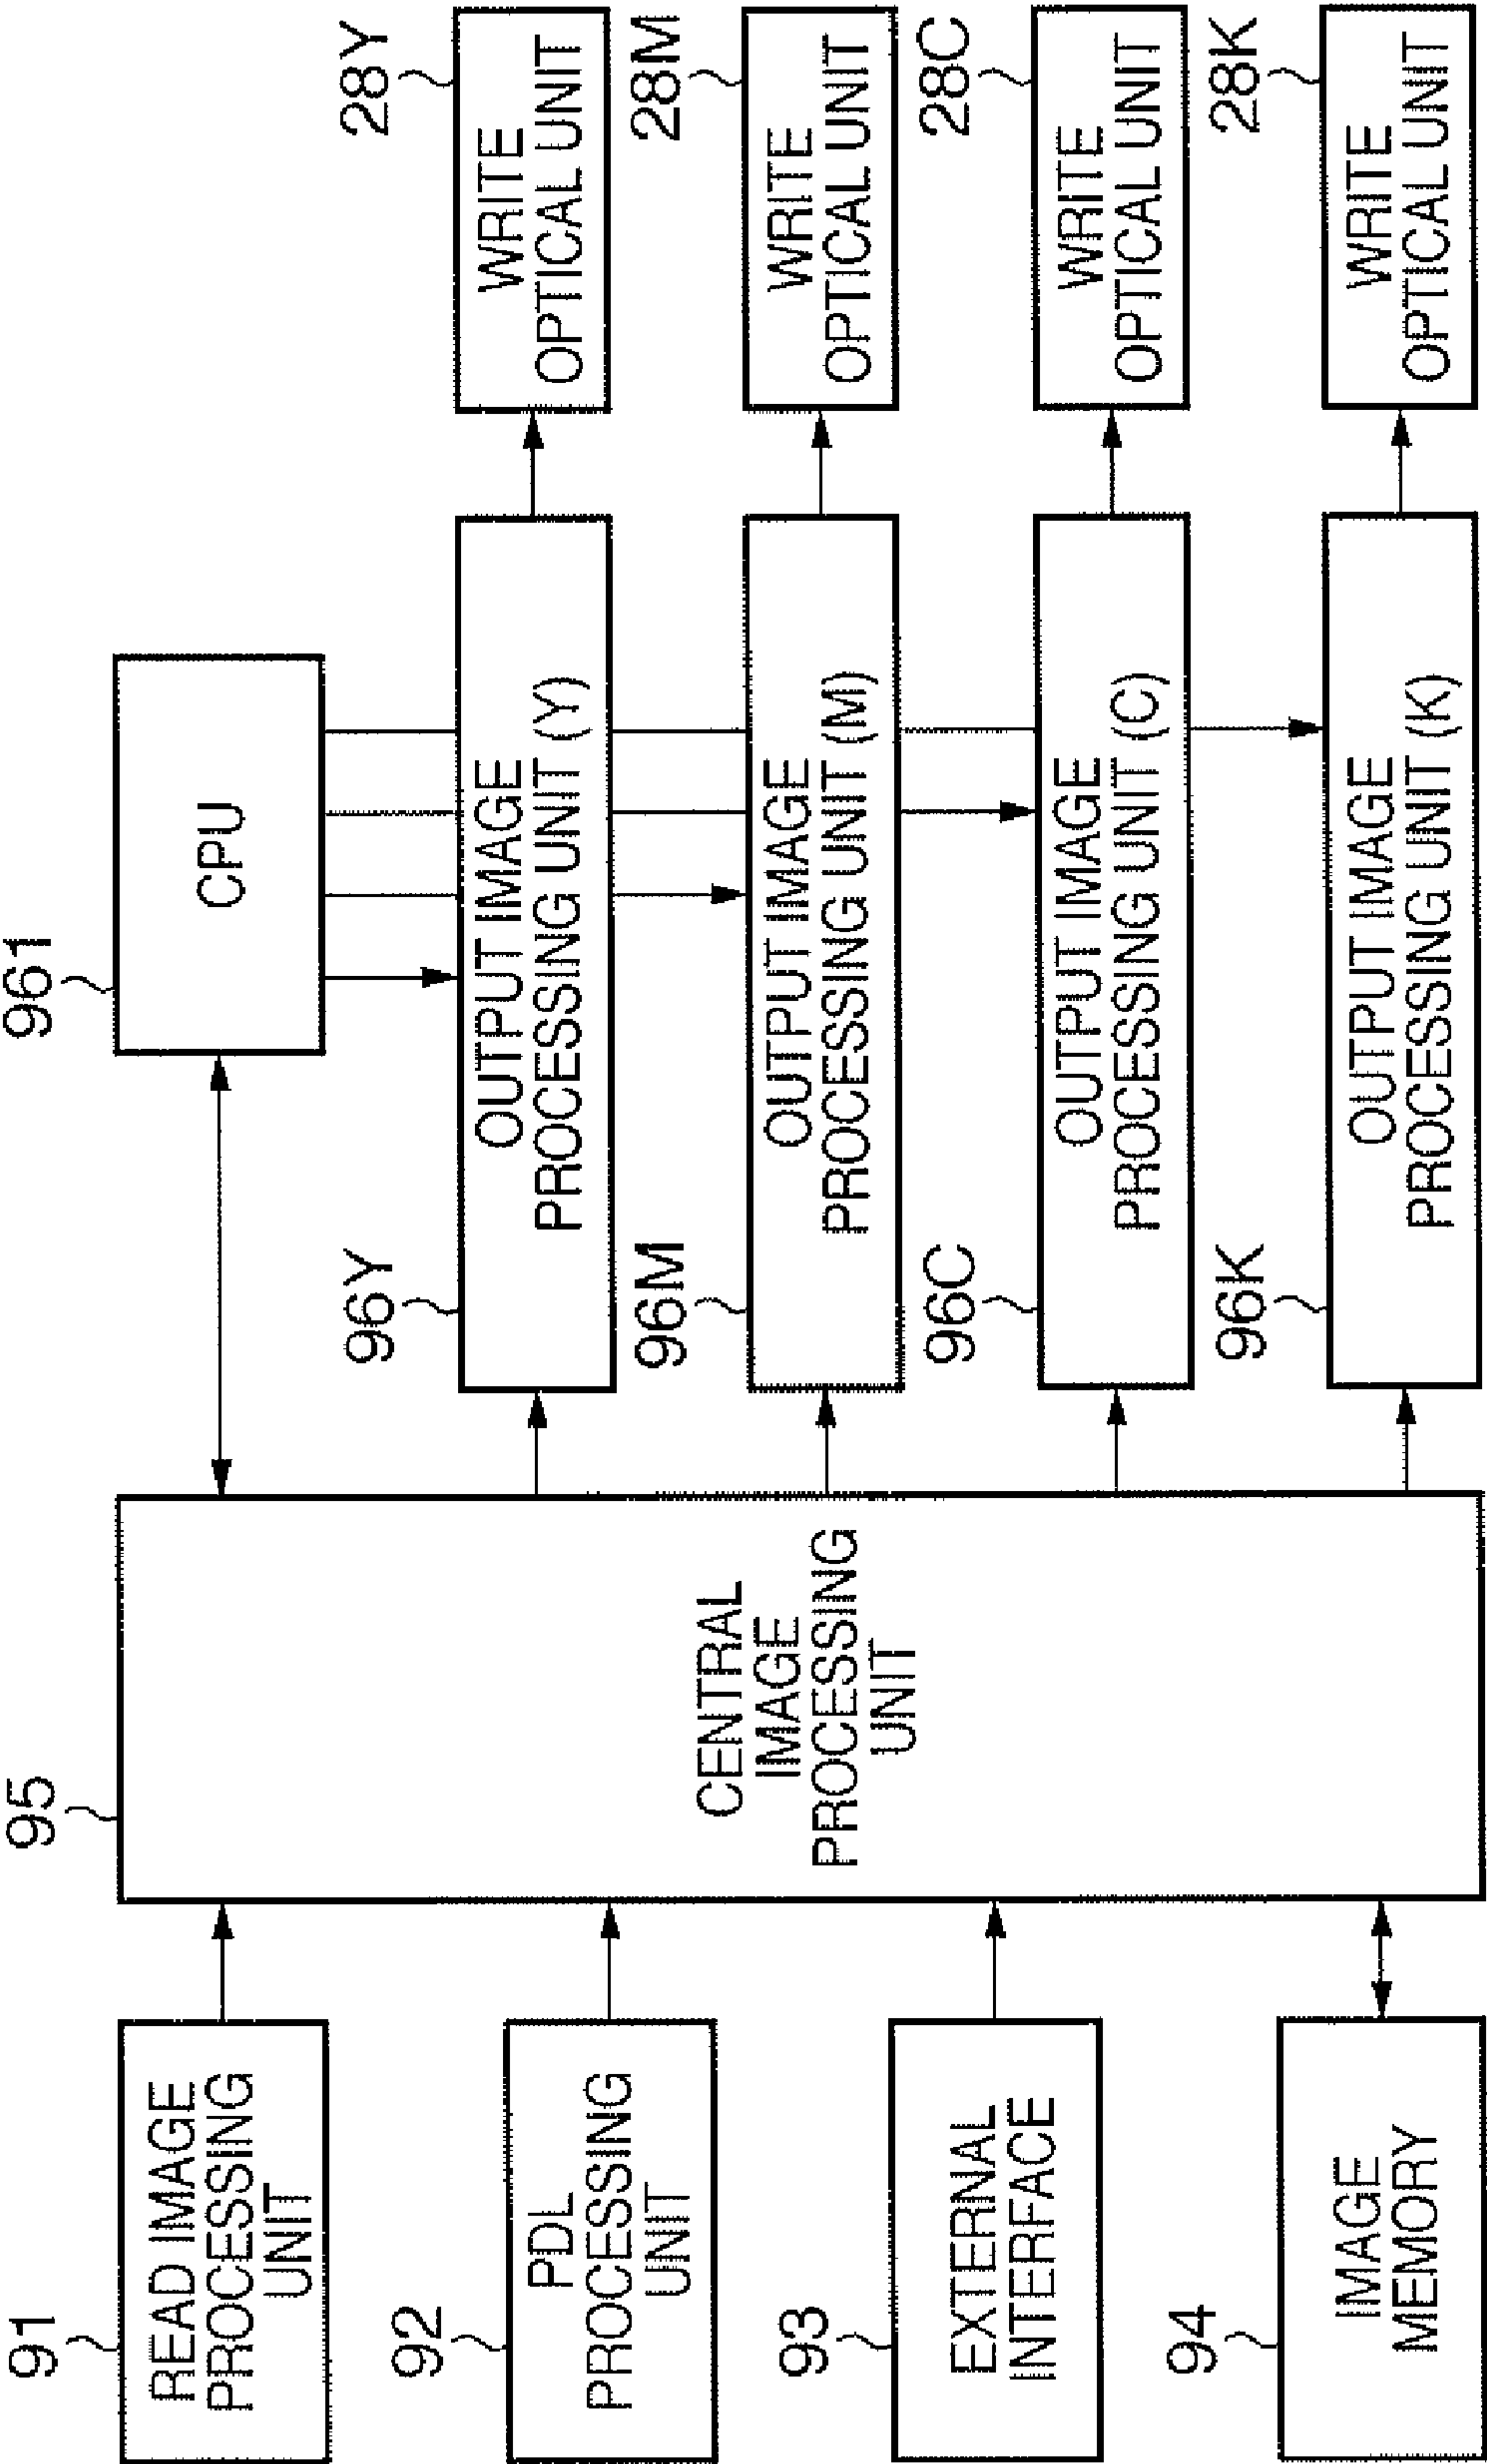 91
READ IMAGE
PROCESSING
UNIT
92
PDL
PROCESSING
UNIT
93
EXTERNAL
INTERFACE
94
IMAGE
MEMORY
95
CENTRAL
IMAGE
PROCESSING
UNIT
961
CPU
96Y
OUTPUT IMAGE
PROCESSING UNIT (Y)
96M
OUTPUT IMAGE
PROCESSING UNIT (M)
96C
OUTPUT IMAGE
PROCESSING UNIT (C)
96K
OUTPUT IMAGE
PROCESSING UNIT (K)
28Y
WRITE
OPTICAL UNIT
28M
WRITE
OPTICAL UNIT
28C
WRITE
OPTICAL UNIT
28K
WRITE
OPTICAL UNIT